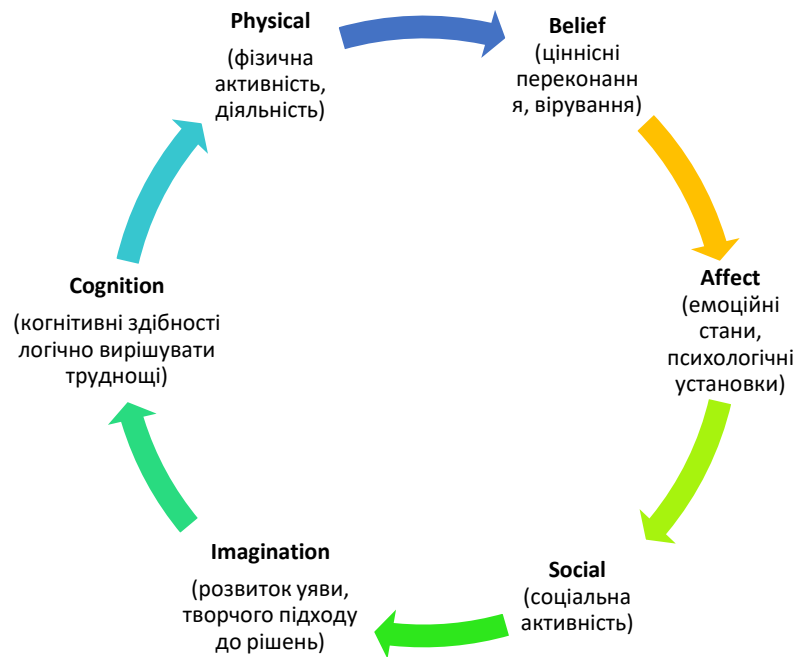 Physical
(фізична
активність,
діяльність)
Belief
(ціннісні
переконанн
я, вірування)
Affect
(емоційні
стани,
психологічні
установки)
Social
(соціальна
активність)
Imagination
(розвиток уяви,
творчого підходу
до рішень)
Cognition
(когнітивні здібності
логічно вирішувати
труднощі)